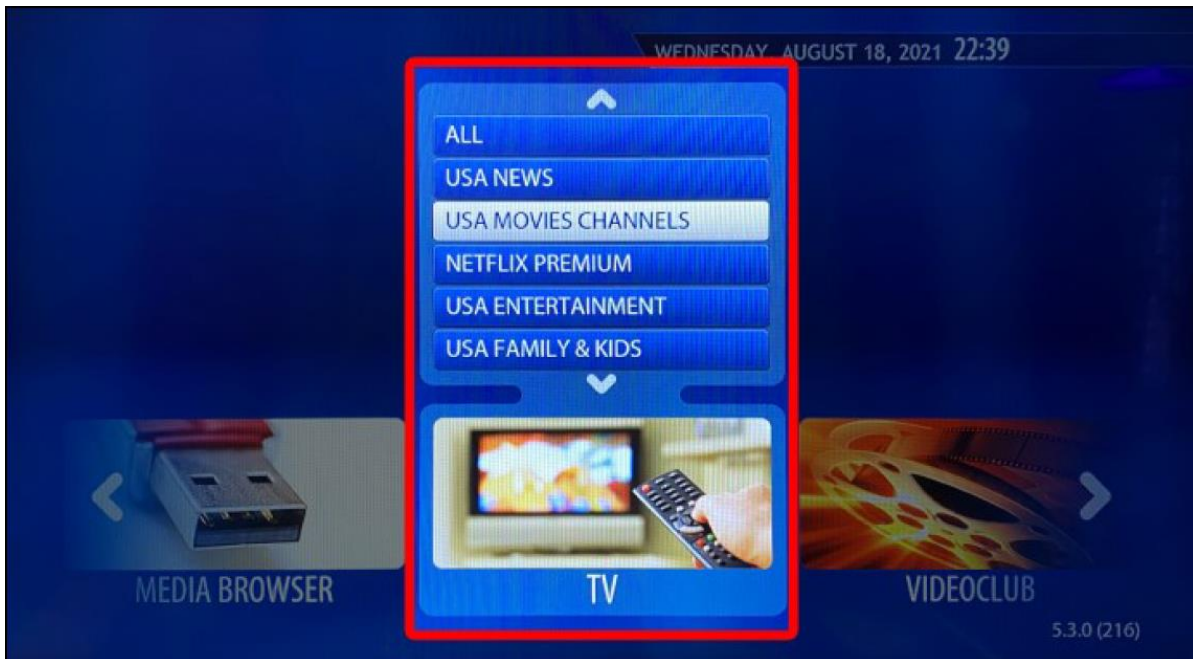 WEDNESDAY, AUGUST 18, 2021 22:39
ALL
USA NEWS
USA MOVIES CHANNELS
NETFLIX PREMIUM
USA ENTERTAINMENT
USA FAMILY & KIDS
MEDIA BROWSER
TV
VIDEOCLUB
5.3.0 (216)